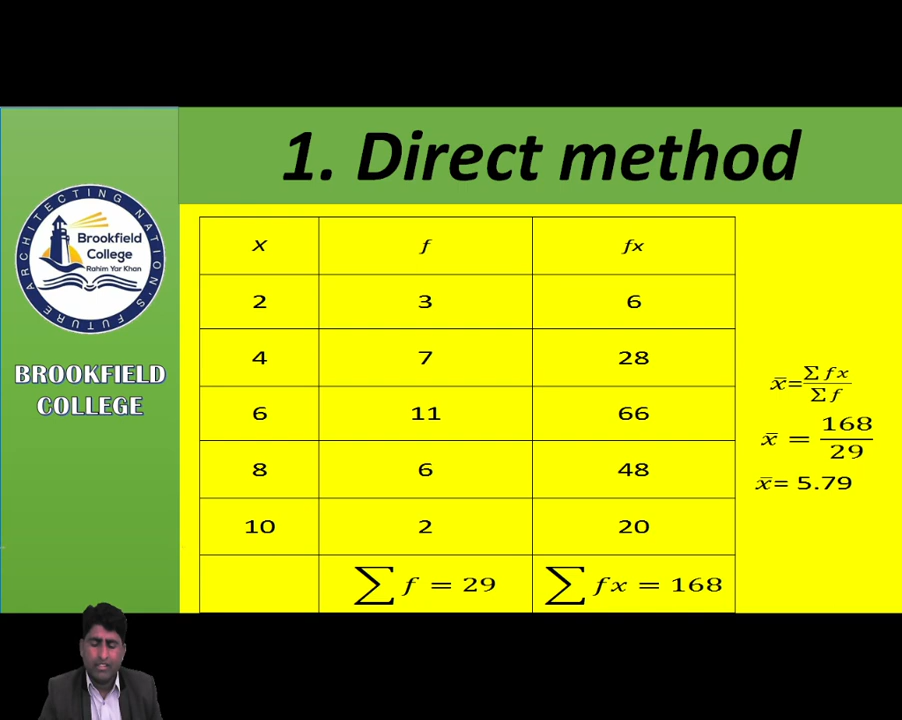 1. Direct method
ARCHITECTING NATION'S FUTURE
Brookfield
College
Rahim Yar Khan
BROOKFIELD
COLLEGE
x f fx
2 3 6
4 7 28
6 11 66
8 6 48
10 2 20
∑ f = 29 ∑ fx = 168
x̄=∑ fx / ∑ f
x̄ = 168 / 29
x̄= 5.79